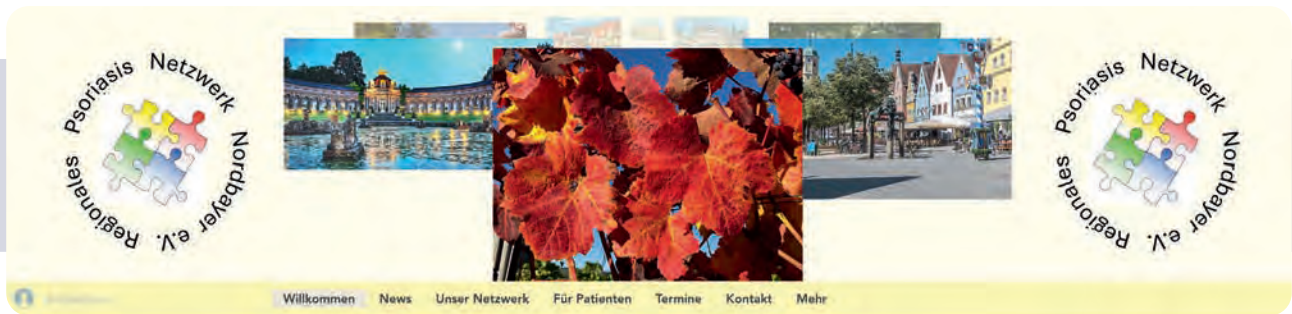 Regionales Psoriasis Netzwerk Nordbayer e.V.
Regionales Psoriasis Netzwerk Nordbayer e.V.
Willkommen News Unser Netzwerk Für Patienten Termine Kontakt Mehr